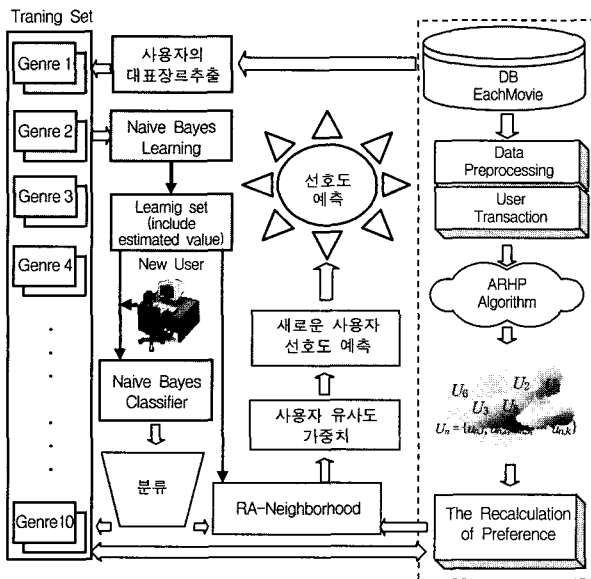 Traning Set
Genre 1
Genre 2
Genre 3
Genre 4
Genre10
사용자의
대표장르추출
Naive Bayes
Learning
Learnig set
(include
estimated value)
New User
Naive Bayes
Classifier
분류
선호도
예측
새로운 사용자
선호도 예측
사용자 유사도
가중치
RA-Neighborhood
DB
EachMovie
Data
Preprocessing
User
Transaction
ARHP
Algorithm
U6
U2
U3
Un = {
The Recalculation
of Preference